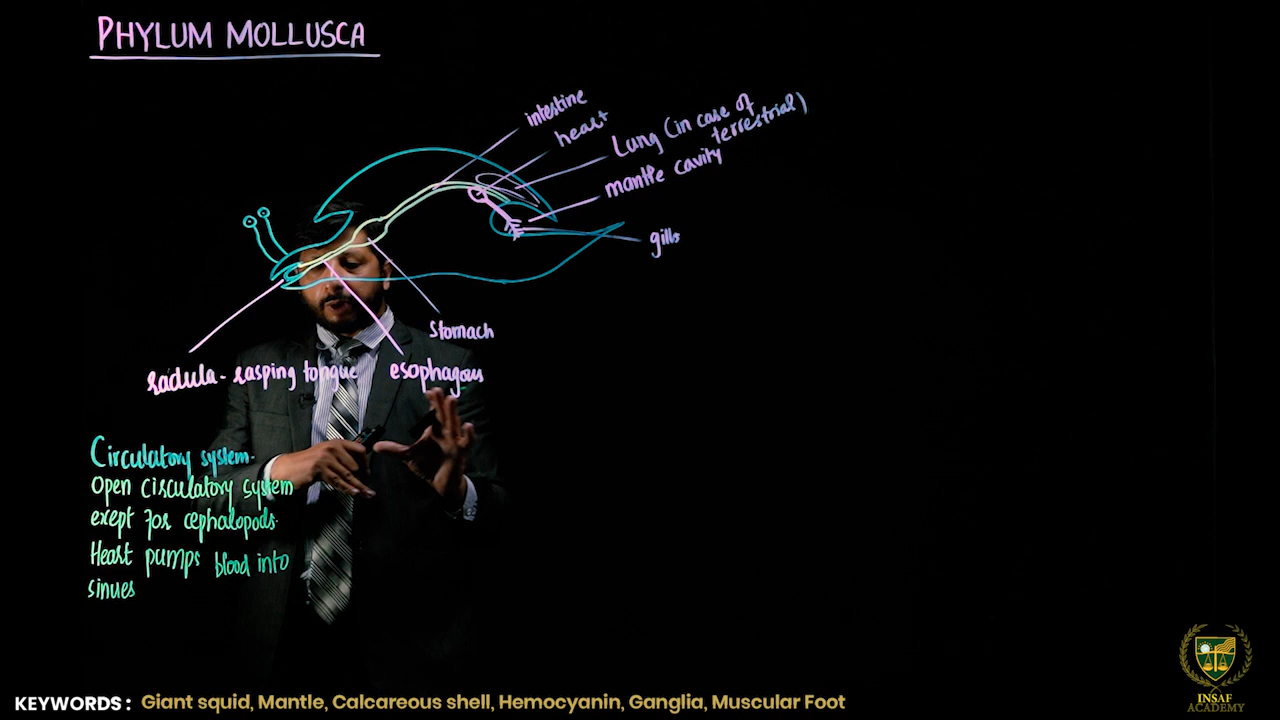 PHYLUM MOLLUSCA
intestine
heart
Lung (in case of
terrestrial)
mantle cavity
gills
stomach
radula - rasping tongue
esophagous
Circulatory system-
Open circulatory system
exept for cephalopods.
Heart pumps blood into
sinues
KEYWORDS : Giant squid, Mantle, Calcareous shell, Hemocyanin, Ganglia, Muscular Foot
INSAF
ACADEMY